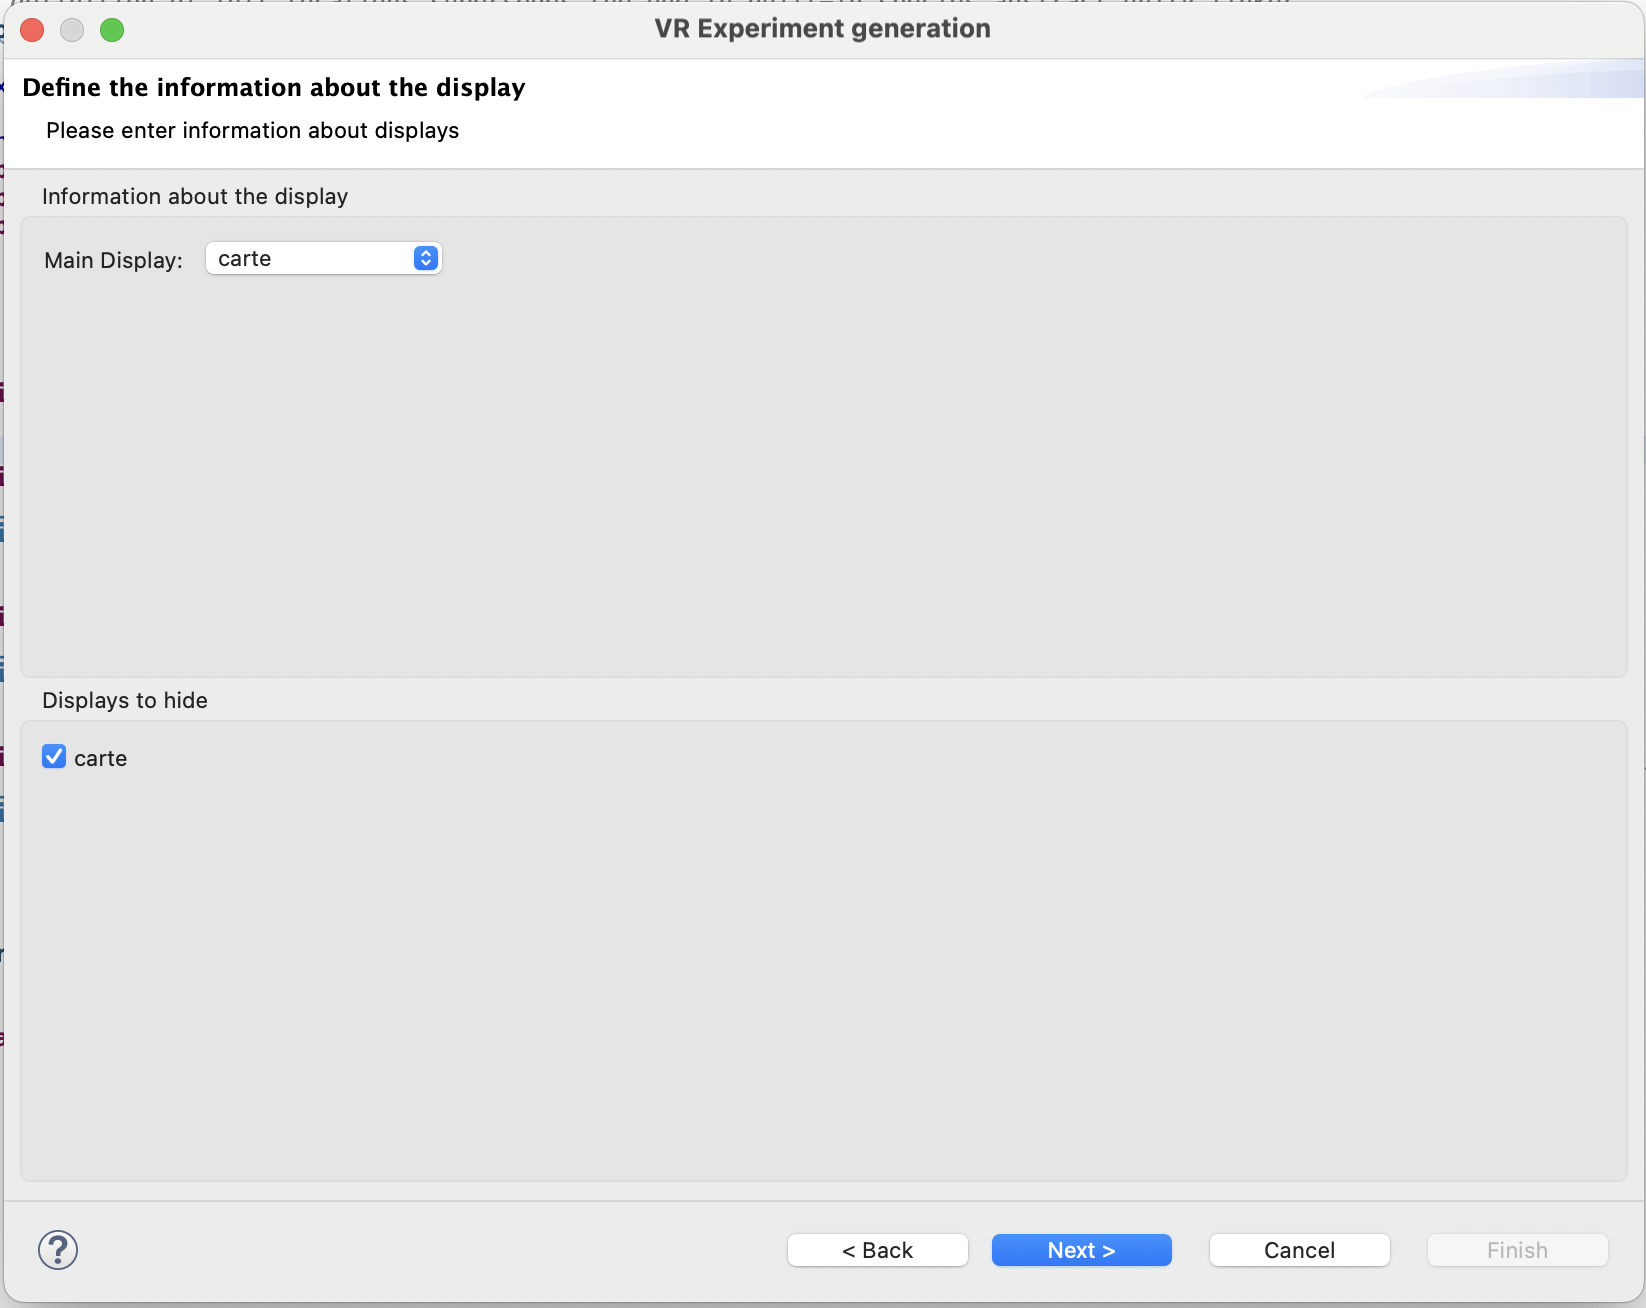 VR Experiment generation
Define the information about the display
Please enter information about displays
Information about the display
Main Display: carte
Displays to hide
carte
?
< Back Next > Cancel Finish